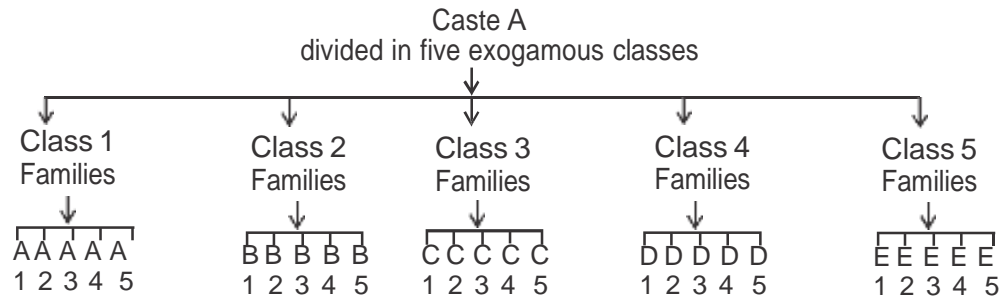 Caste A
divided in five exogamous classes
Class 1 Class 2 Class 3 Class 4 Class 5
Families Families Families Families Families
A A A A A B B B B B C C C C C D D D D D E E E E E
1 2 3 4 5 1 2 3 4 5 1 2 3 4 5 1 2 3 4 5 1 2 3 4 5